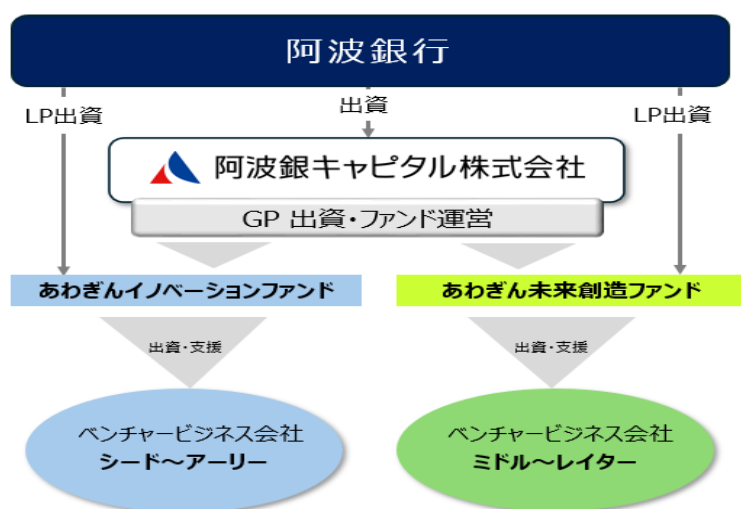 阿波銀行
LP出資
出資
LP出資
阿波銀キャピタル株式会社
GP 出資・ファンド運営
あわぎんイノベーションファンド
あわぎん未来創造ファンド
出資・支援
出資・支援
ベンチャービジネス会社
シード～アーリー
ベンチャービジネス会社
ミドル～レイター